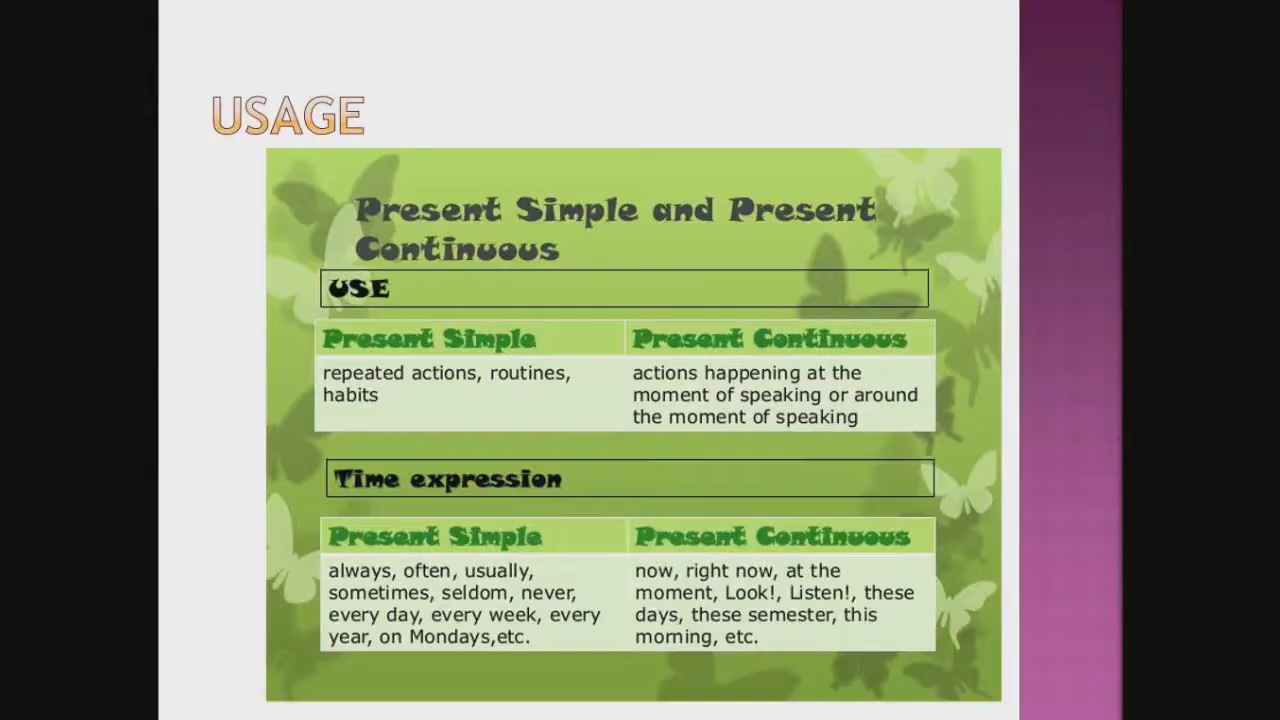 USAGE
Present Simple and Present
Continuous
USE
Present Simple
Present Continuous
repeated actions, routines,
habits
actions happening at the
moment of speaking or around
the moment of speaking
Time expression
Present Simple
Present Continuous
always, often, usually,
sometimes, seldom, never,
every day, every week, every
year, on Mondays,etc.
now, right now, at the
moment, Look!, Listen!, these
days, these semester, this
morning, etc.